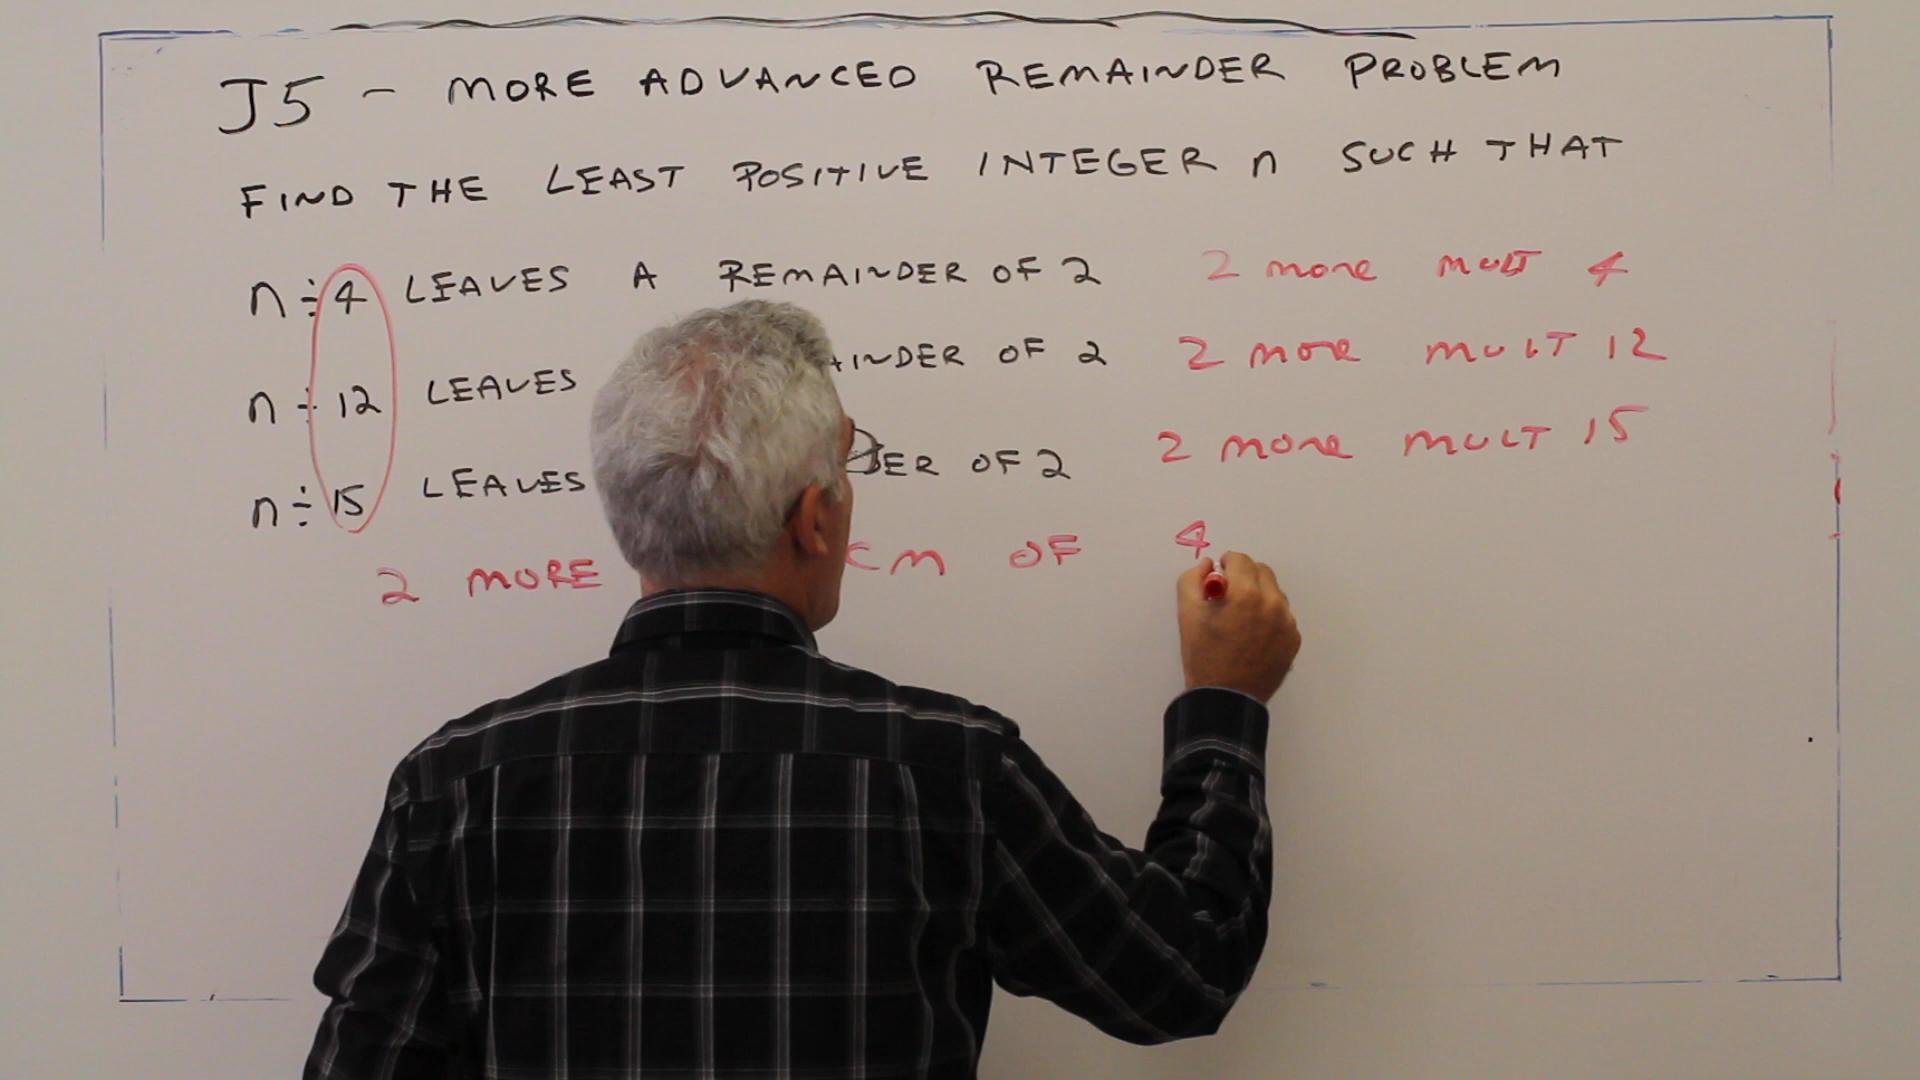 J5 - MORE ADVANCED REMAINDER PROBLEM
FIND THE LEAST POSITIVE INTEGER n SUCH THAT
n ÷ 4 LEAVES A REMAINDER OF 2 2 more mult 4
n ÷ 12 LEAVES INDER OF 2 2 more mult 12
n ÷ 15 LEAVES DER OF 2 2 more mult 15
2 MORE CM OF 4